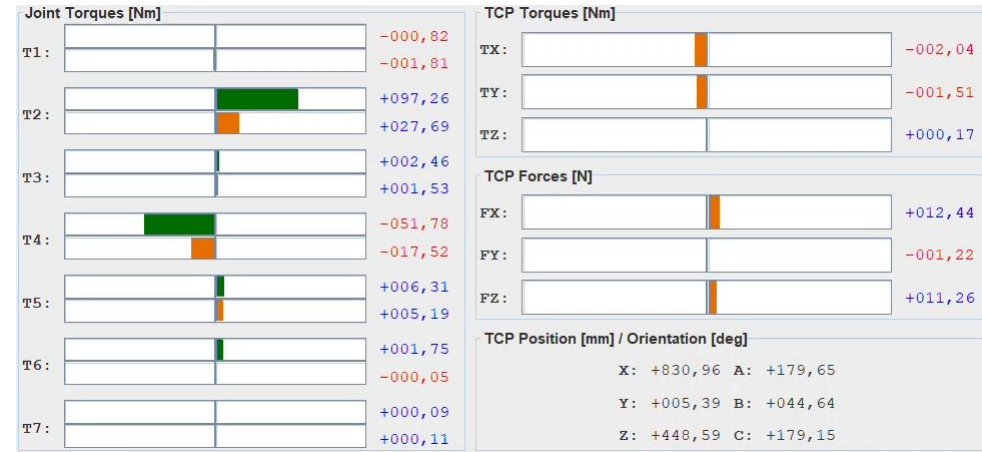 Joint Torques [Nm]
T1: -000,82
-001,81
T2: +097,26
+027,69
T3: +002,46
+001,53
T4: -051,78
-017,52
T5: +006,31
+005,19
T6: +001,75
-000,05
T7: +000,09
+000,11
TCP Torques [Nm]
TX: -002,04
TY: -001,51
TZ: +000,17
TCP Forces [N]
FX: +012,44
FY: -001,22
FZ: +011,26
TCP Position [mm] / Orientation [deg]
X: +830,96 A: +179,65
Y: +005,39 B: +044,64
Z: +448,59 C: +179,15